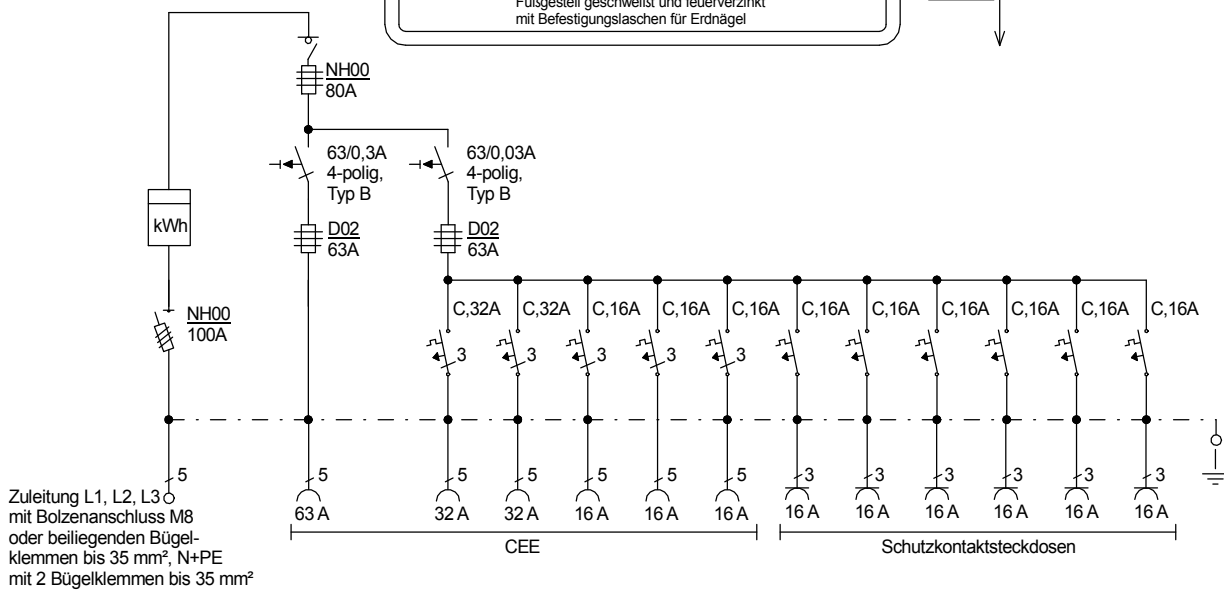 Fußgestell geschweißt und feuerverzinkt
mit Befestigungslaschen für Erdnägel
NH00
80A
63/0,3A
4-polig,
Typ B
63/0,03A
4-polig,
Typ B
kWh
D02
63A
D02
63A
NH00
100A
C,32A C,32A C,16A C,16A C,16A C,16A C,16A C,16A C,16A C,16A C,16A
3 3 3 3 3
5 5 5 5 5 5 5 3 3 3 3 3 3
63 A 32 A 32 A 16 A 16 A 16 A 16 A 16 A 16 A 16 A 16 A 16 A
CEE
Schutzkontaktsteckdosen
Zuleitung L1, L2, L3
mit Bolzenanschluss M8
oder beiliegenden Bügel-
klemmen bis 35 mm², N+PE
mit 2 Bügelklemmen bis 35 mm²